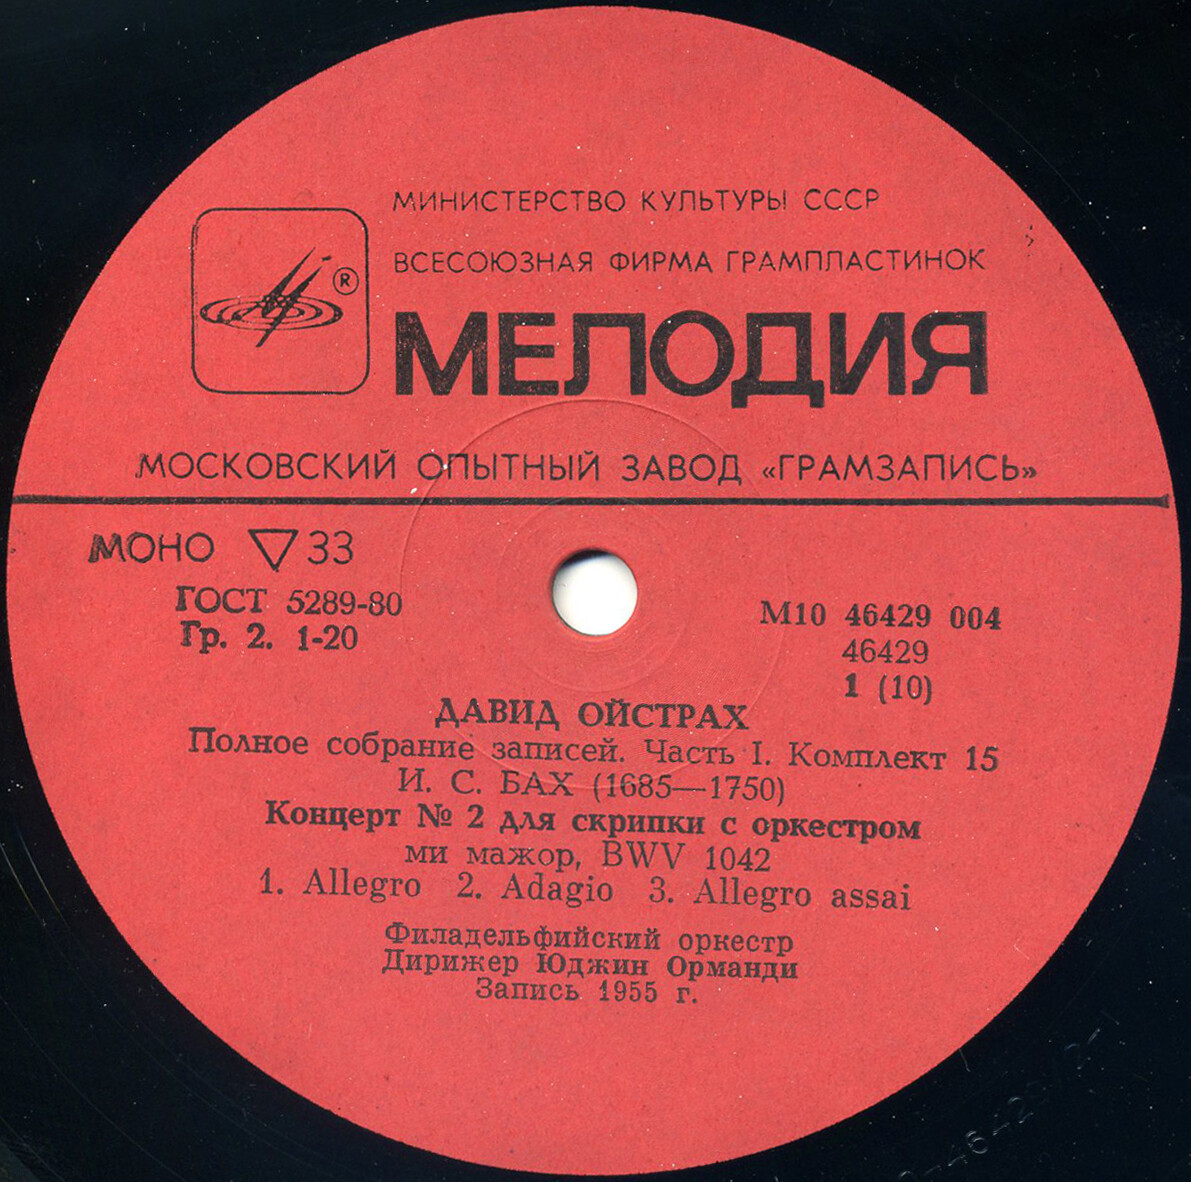 МИНИСТЕРСТВО КУЛЬТУРЫ СССР
ВСЕСОЮЗНАЯ ФИРМА ГРАМПЛАСТИНОК
®
МЕЛОДИЯ
МОСКОВСКИЙ ОПЫТНЫЙ ЗАВОД «ГРАМЗАПИСЬ»
МОНО ▽ 33
ГОСТ 5289-80
Гр. 2. 1-20
М10 46429 004
46429
1 (10)
ДАВИД ОЙСТРАХ
Полное собрание записей. Часть I. Комплект 15
И. С. БАХ (1685—1750)
Концерт № 2 для скрипки с оркестром
ми мажор, BWV 1042
1. Allegro 2. Adagio 3. Allegro assai
Филадельфийский оркестр
Дирижер Юджин Орманди
Запись 1955 г.